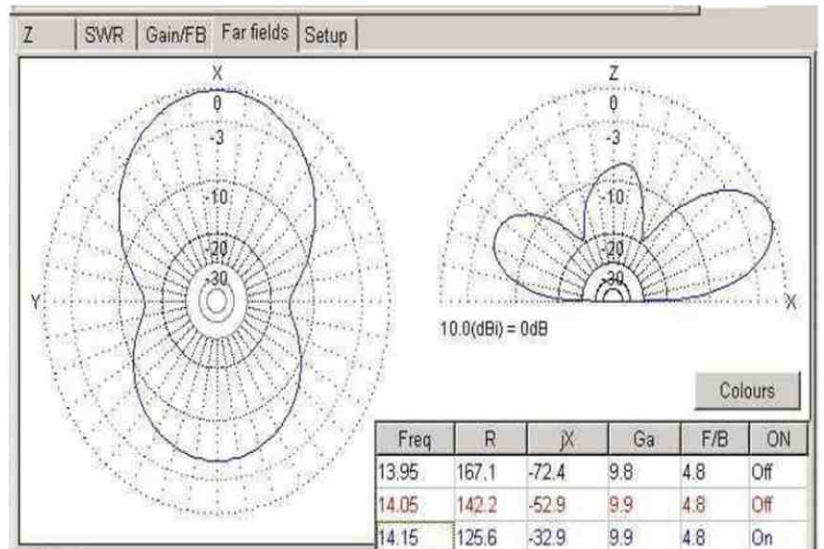 Z SWR Gain/FB Far fields Setup
X
0
-3
-10
-20
-30
Y
Z
0
-3
-10
-20
-30
X
10.0(dBi) = 0dB
Colours
Freq R jX Ga F/B ON
13.95 167.1 -72.4 9.8 4.8 Off
14.05 142.2 -52.9 9.9 4.8 Off
14.15 125.6 -32.9 9.9 4.8 On